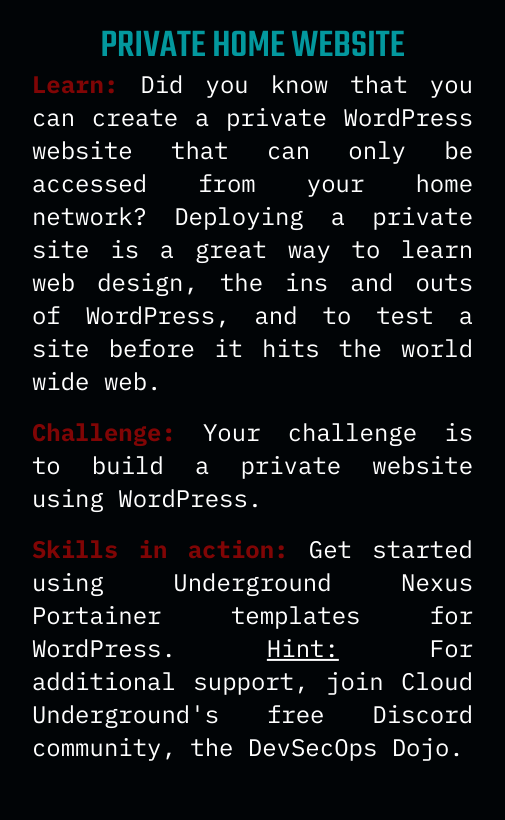 PRIVATE HOME WEBSITE
Learn: Did you know that you
can create a private WordPress
website that can only be
accessed from your home
network? Deploying a private
site is a great way to learn
web design, the ins and outs
of WordPress, and to test a
site before it hits the world
wide web.
Challenge: Your challenge is
to build a private website
using WordPress.
Skills in action: Get started
using Underground Nexus
Portainer templates for
WordPress. Hint: For
additional support, join Cloud
Underground's free Discord
community, the DevSecOps Dojo.